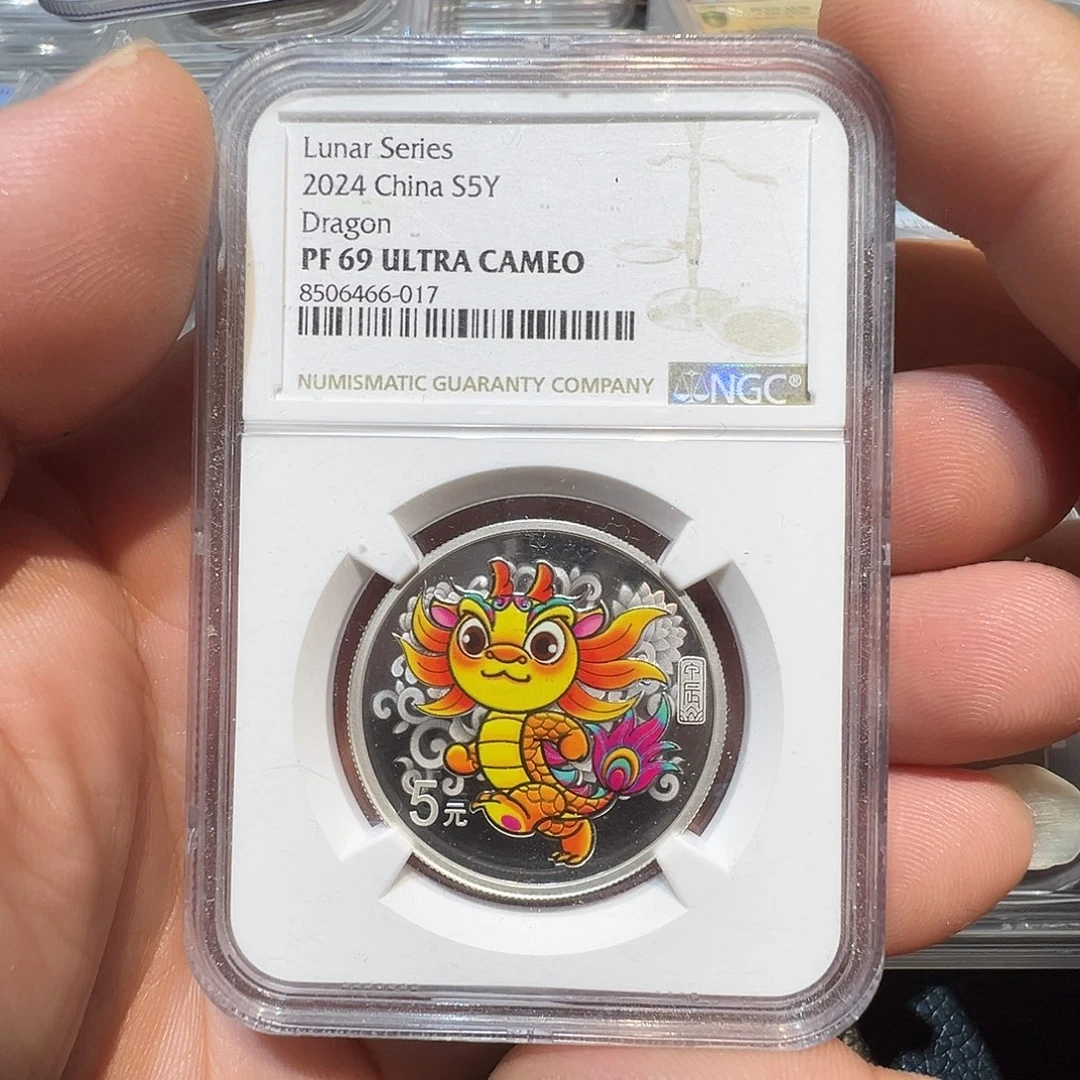 Lunar Series
2024 China S5Y
Dragon
PF 69 ULTRA CAMEO
8506466-017
NUMISMATIC GUARANTY COMPANY NGC®
5元